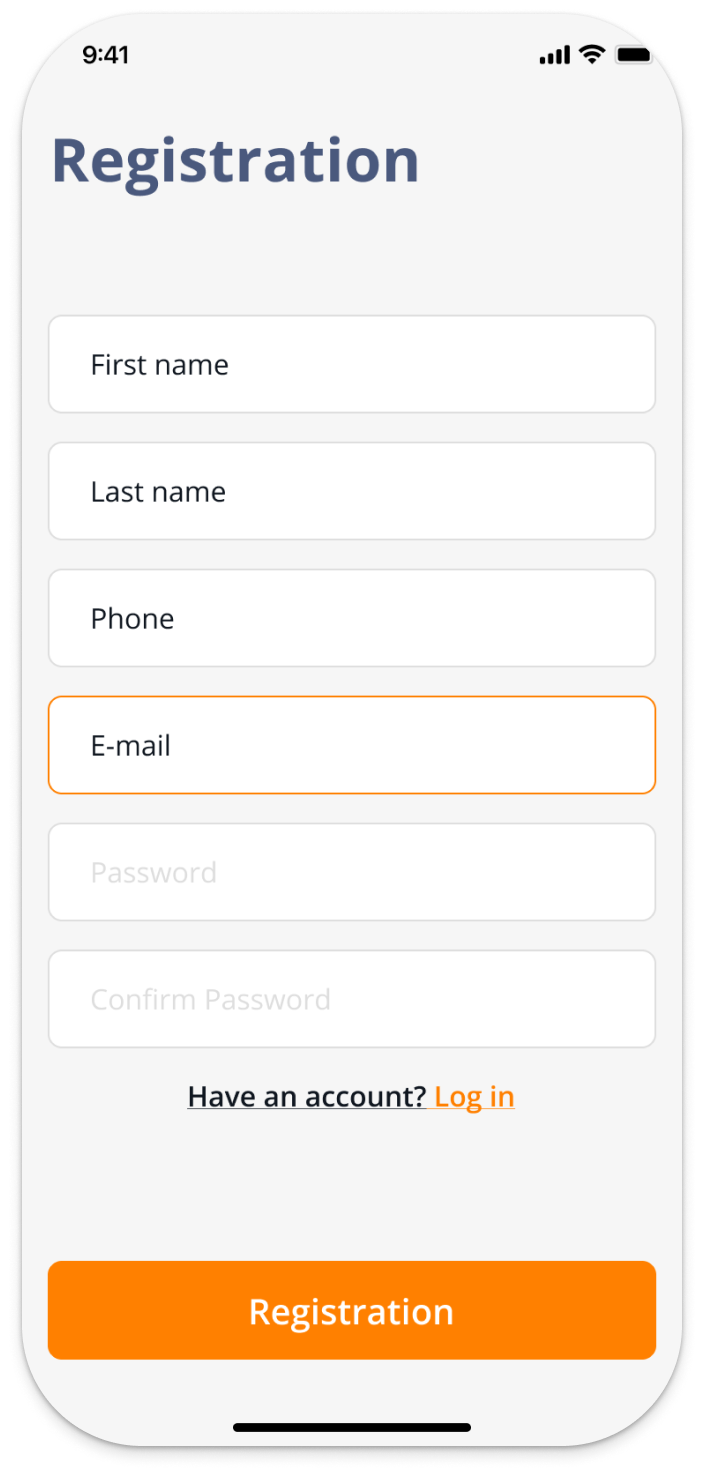 9:41
Registration
First name
Last name
Phone
E-mail
Password
Confirm Password
Have an account? Log in
Registration